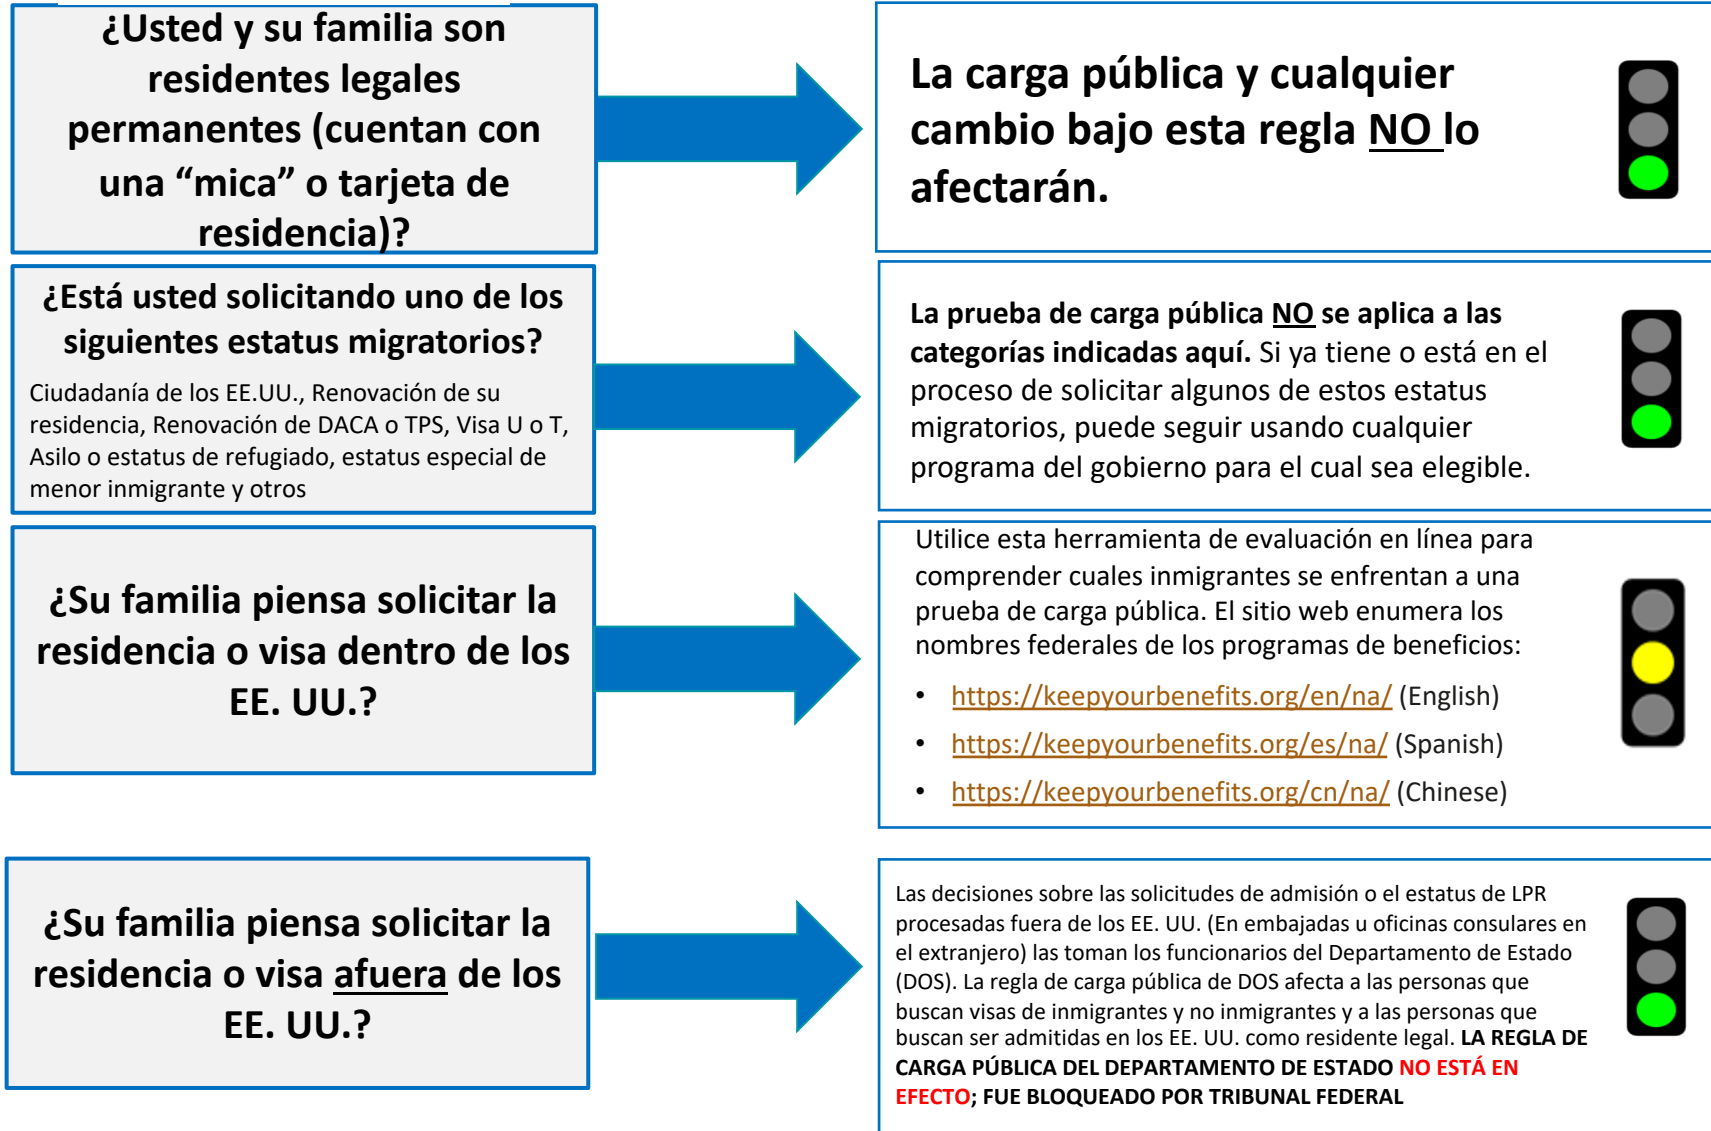 ¿Usted y su familia son
residentes legales
permanentes (cuentan con
una “mica” o tarjeta de
residencia)?
La carga pública y cualquier
cambio bajo esta regla NO lo
afectarán.
¿Está usted solicitando uno de los
siguientes estatus migratorios?
Ciudadanía de los EE.UU., Renovación de su
residencia, Renovación de DACA o TPS, Visa U o T,
Asilo o estatus de refugiado, estatus especial de
menor inmigrante y otros
La prueba de carga pública NO se aplica a las
categorías indicadas aquí. Si ya tiene o está en el
proceso de solicitar algunos de estos estatus
migratorios, puede seguir usando cualquier
programa del gobierno para el cual sea elegible.
¿Su familia piensa solicitar la
residencia o visa dentro de los
EE. UU.?
Utilice esta herramienta de evaluación en línea para
comprender cuales inmigrantes se enfrentan a una
prueba de carga pública. El sitio web enumera los
nombres federales de los programas de beneficios:
• https://keepyourbenefits.org/en/na/ (English)
• https://keepyourbenefits.org/es/na/ (Spanish)
• https://keepyourbenefits.org/cn/na/ (Chinese)
¿Su familia piensa solicitar la
residencia o visa afuera de los
EE. UU.?
Las decisiones sobre las solicitudes de admisión o el estatus de LPR
procesadas fuera de los EE. UU. (En embajadas u oficinas consulares en
el extranjero) las toman los funcionarios del Departamento de Estado
(DOS). La regla de carga pública de DOS afecta a las personas que
buscan visas de inmigrantes y no inmigrantes y a las personas que
buscan ser admitidas en los EE. UU. como residente legal. LA REGLA DE
CARGA PÚBLICA DEL DEPARTAMENTO DE ESTADO NO ESTÁ EN
EFECTO; FUE BLOQUEADO POR TRIBUNAL FEDERAL